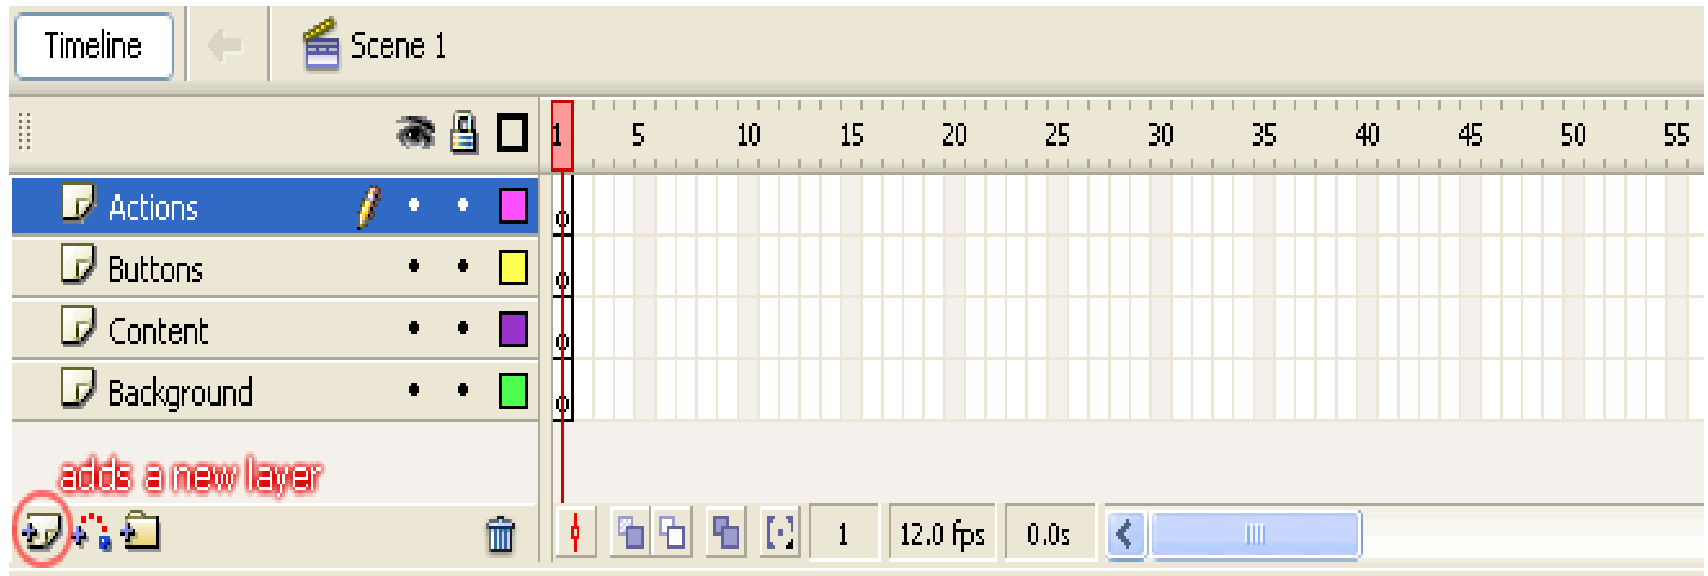 Timeline Scene 1
1 5 10 15 20 25 30 35 40 45 50 55
Actions
Buttons
Content
Background
adds a new layer
1 12.0 fps 0.0s